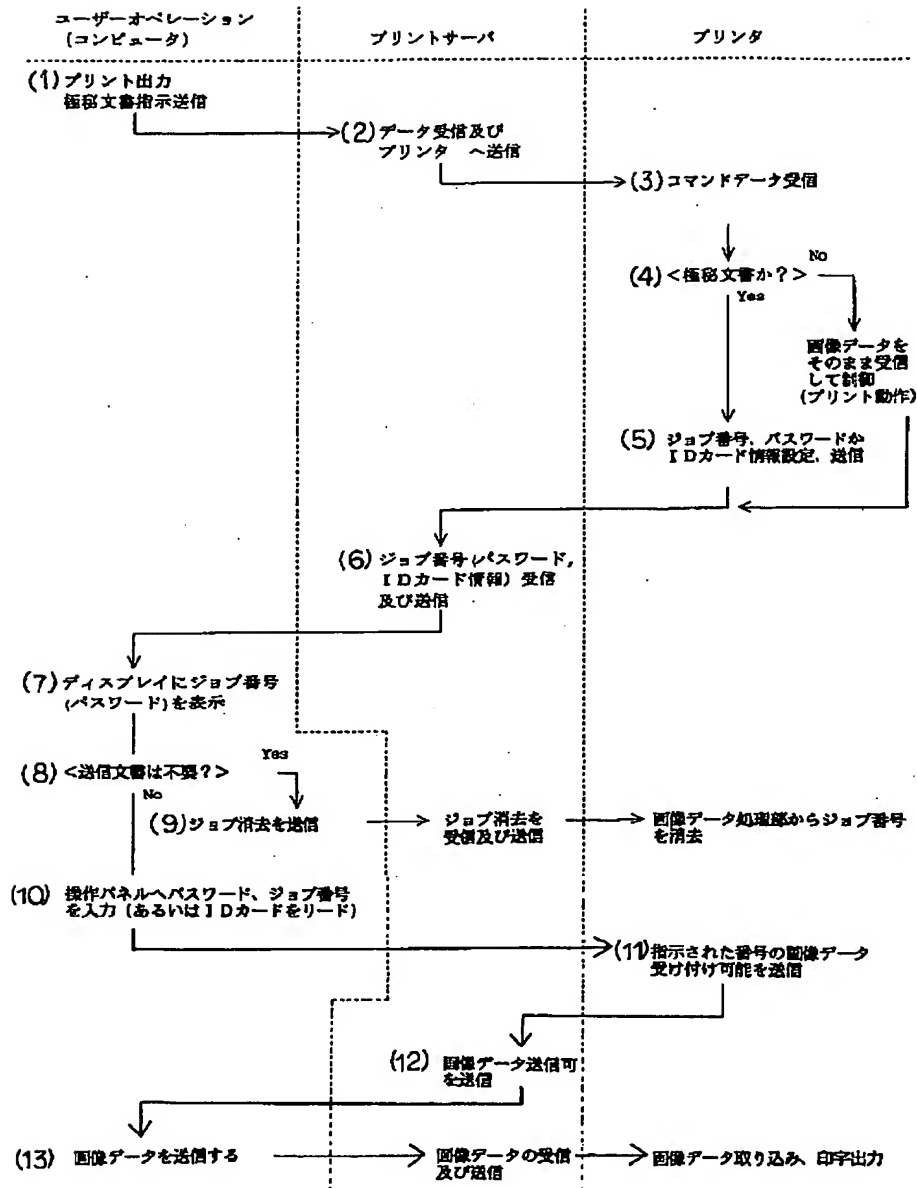 ユーザーオペレーション
(コンピュータ)
プリントサーバ
プリンタ
(1) プリント出力
極秘文書指示送信
(2) データ受信及び
プリンタ へ送信
(3) コマンドデータ受信
(4) <極秘文書か?>
No
Yes
画像データを
そのまま受信
して制御
(プリント動作)
(5) ジョブ番号、パスワードか
IDカード情報設定、送信
(6) ジョブ番号(パスワード,
IDカード情報) 受信
及び送信
(7) ディスプレイにジョブ番号
(パスワード)を表示
(8) <送信文書は不要?>
Yes
No
(9) ジョブ消去を送信
ジョブ消去を
受信及び送信
画像データ処理部からジョブ番号
を消去
(10) 操作パネルへパスワード、ジョブ番号
を入力 (あるいはIDカードをリード)
(11) 指示された番号の画像データ
受け付け可能を送信
(12) 画像データ送信可
を送信
(13) 画像データを送信する
画像データの受信
及び送信
画像データ取り込み、印字出力